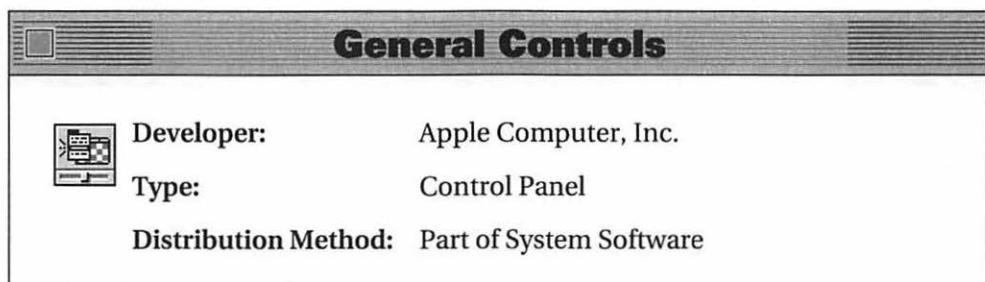 General Controls
Developer: Apple Computer, Inc.
Type: Control Panel
Distribution Method: Part of System Software